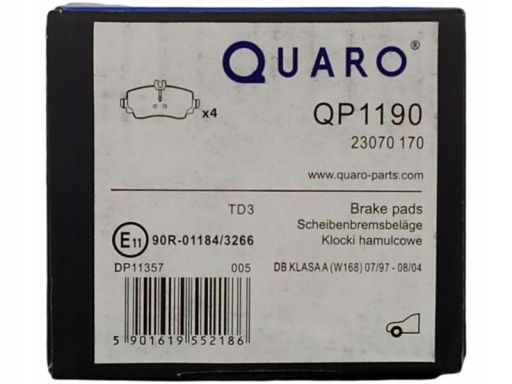 QUARO®
x4
QP1190
23070 170
www.quaro-parts.com
TD3
Brake pads
Scheibenbremsbeläge
Klocki hamulcowe
E11 90R-01184/3266
DP11357 005
DB KLASA A (W168) 07/97 - 08/04
5 901619 552186